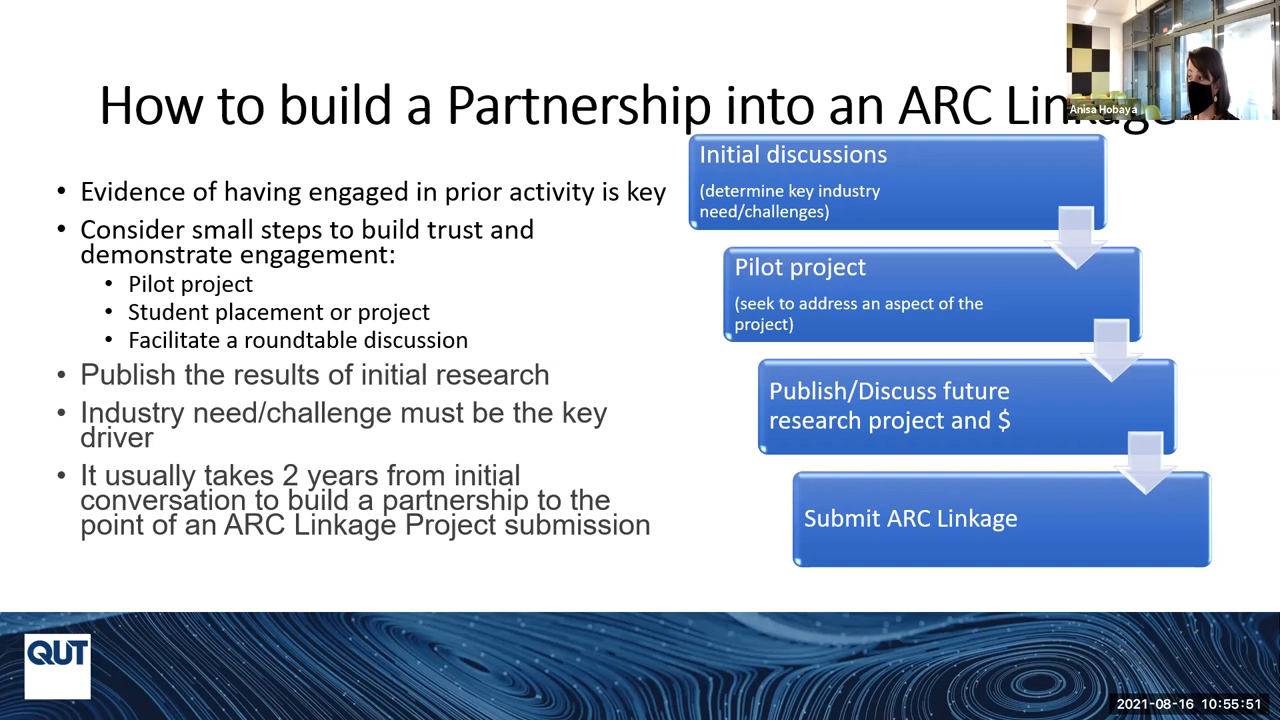 How to build a Partnership into an ARC Linkage
Anisa Hobaya
• Evidence of having engaged in prior activity is key
• Consider small steps to build trust and
demonstrate engagement:
• Pilot project
• Student placement or project
• Facilitate a roundtable discussion
• Publish the results of initial research
• Industry need/challenge must be the key
driver
• It usually takes 2 years from initial
conversation to build a partnership to the
point of an ARC Linkage Project submission
Initial discussions
(determine key industry
need/challenges)
Pilot project
(seek to address an aspect of the
project)
Publish/Discuss future
research project and $
Submit ARC Linkage
QUT
2021-08-16 10:55:51